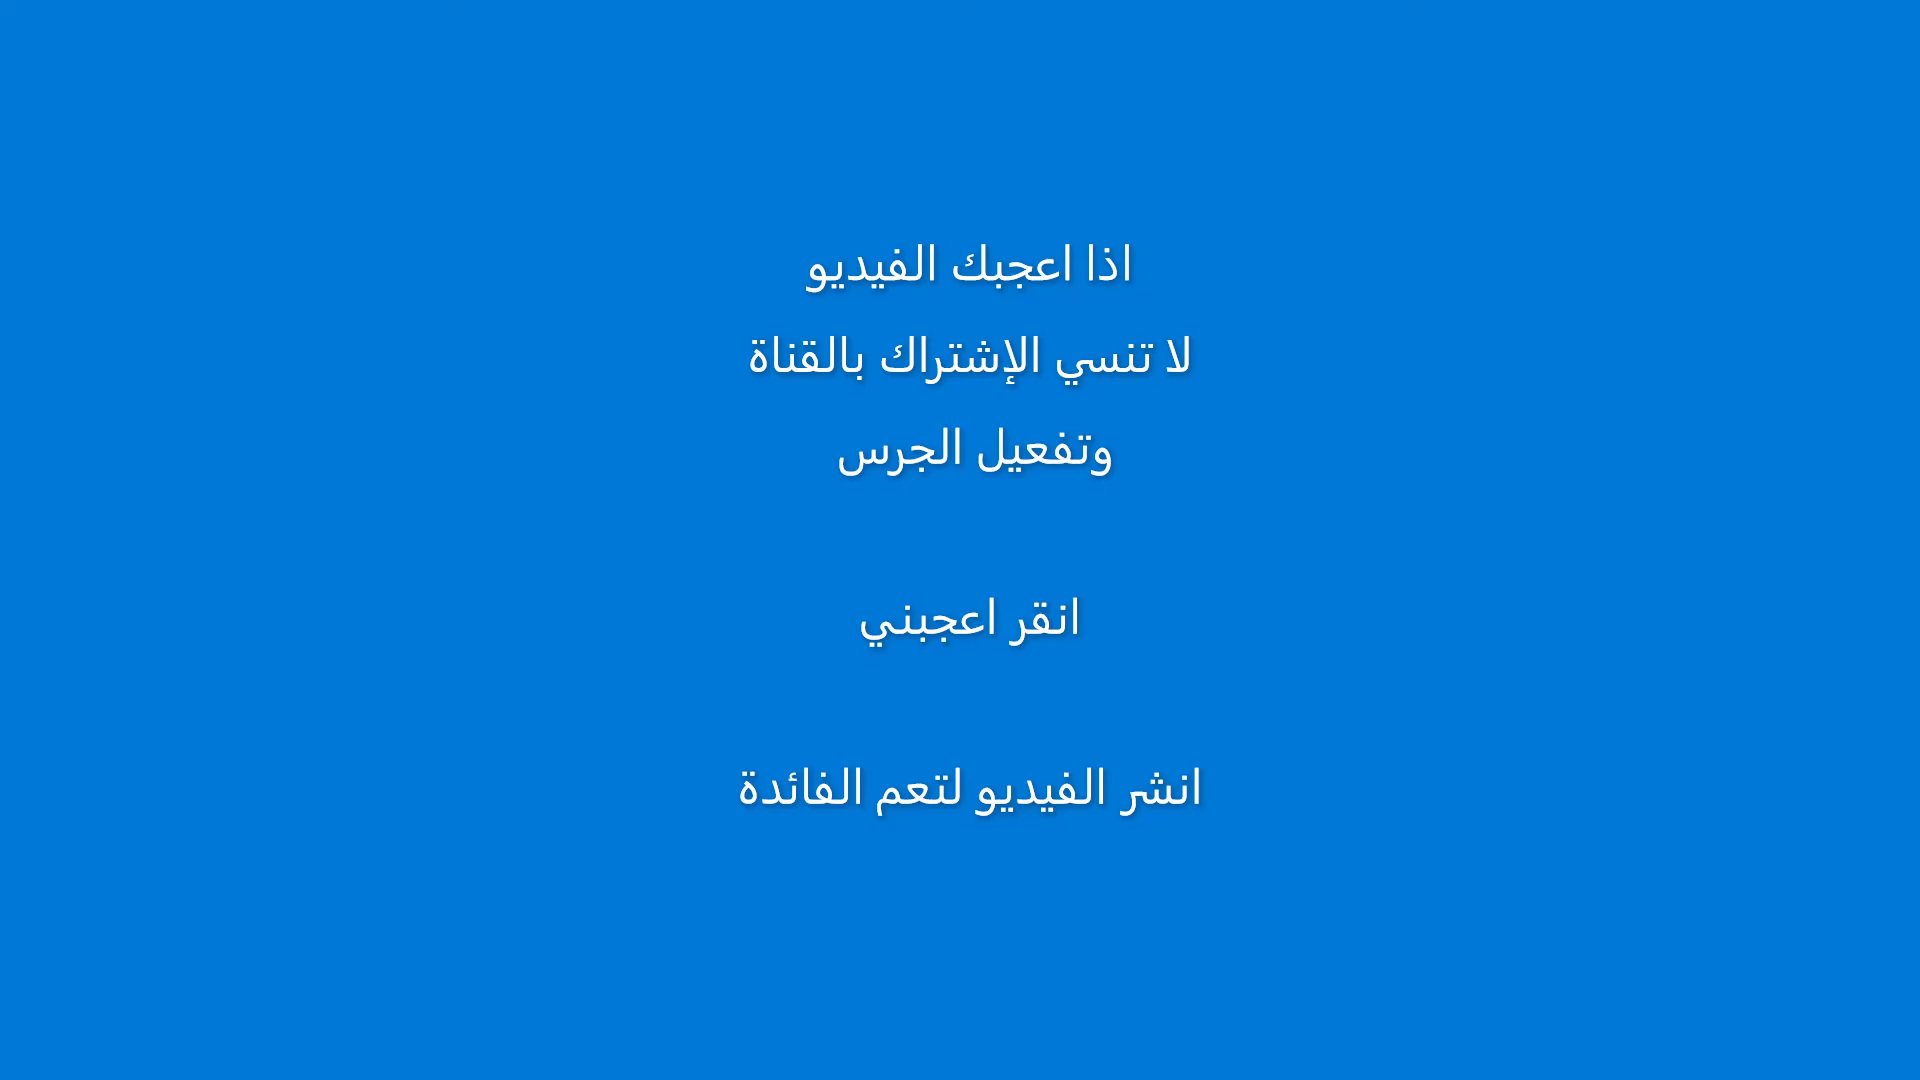 اذا اعجبك الفيديو
لا تنسي الإشتراك بالقناة
وتفعيل الجرس
انقر اعجبني
انشر الفيديو لتعم الفائدة